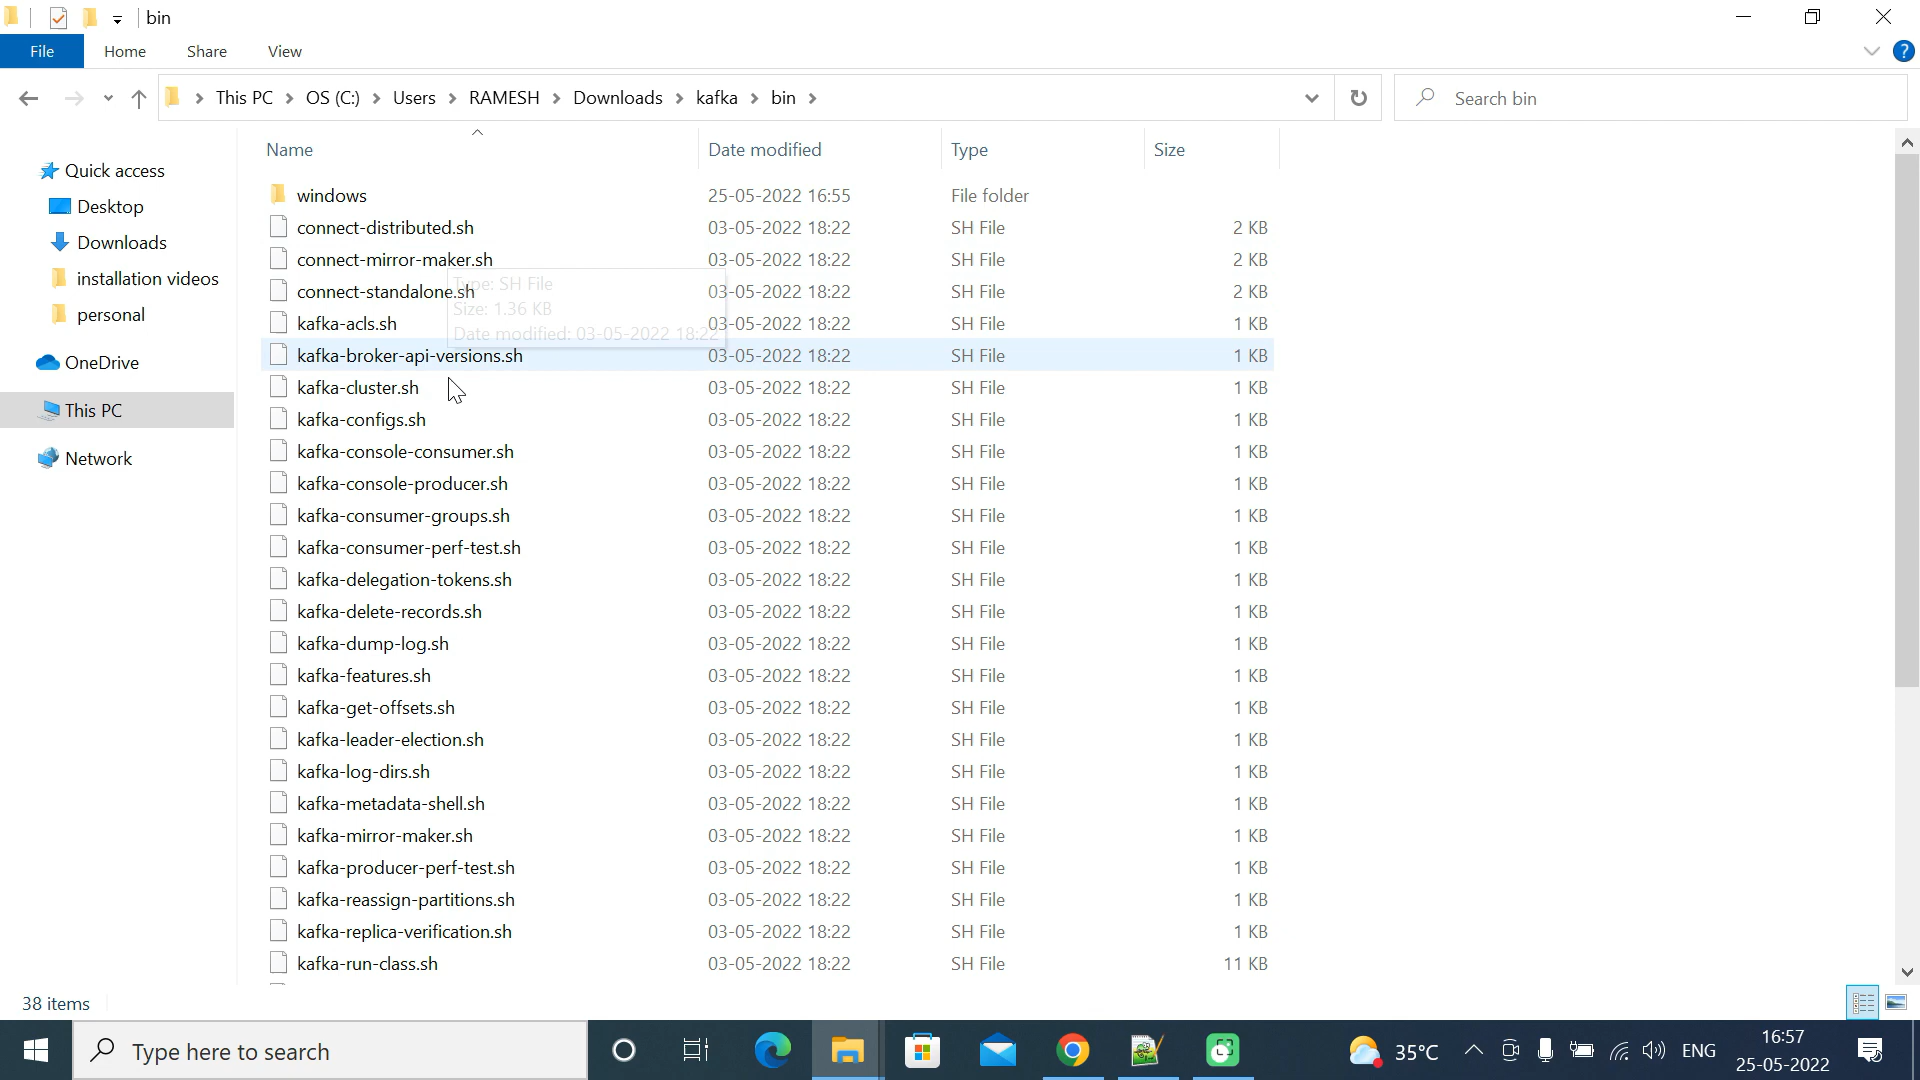 bin
File Home Share View
This PC OS (C:) Users RAMESH Downloads kafka bin
Search bin
Quick access
Desktop
Downloads
installation videos
personal
OneDrive
This PC
Network
Name Date modified Type Size
windows 25-05-2022 16:55 File folder
connect-distributed.sh 03-05-2022 18:22 SH File 2 KB
connect-mirror-maker.sh 03-05-2022 18:22 SH File 2 KB
connect-standalone.sh 03-05-2022 18:22 SH File 2 KB
kafka-acls.sh 03-05-2022 18:22 SH File 1 KB
Type: SH File
Size: 1.36 KB
Date modified: 03-05-2022 18:22
kafka-broker-api-versions.sh 03-05-2022 18:22 SH File 1 KB
kafka-cluster.sh 03-05-2022 18:22 SH File 1 KB
kafka-configs.sh 03-05-2022 18:22 SH File 1 KB
kafka-console-consumer.sh 03-05-2022 18:22 SH File 1 KB
kafka-console-producer.sh 03-05-2022 18:22 SH File 1 KB
kafka-consumer-groups.sh 03-05-2022 18:22 SH File 1 KB
kafka-consumer-perf-test.sh 03-05-2022 18:22 SH File 1 KB
kafka-delegation-tokens.sh 03-05-2022 18:22 SH File 1 KB
kafka-delete-records.sh 03-05-2022 18:22 SH File 1 KB
kafka-dump-log.sh 03-05-2022 18:22 SH File 1 KB
kafka-features.sh 03-05-2022 18:22 SH File 1 KB
kafka-get-offsets.sh 03-05-2022 18:22 SH File 1 KB
kafka-leader-election.sh 03-05-2022 18:22 SH File 1 KB
kafka-log-dirs.sh 03-05-2022 18:22 SH File 1 KB
kafka-metadata-shell.sh 03-05-2022 18:22 SH File 1 KB
kafka-mirror-maker.sh 03-05-2022 18:22 SH File 1 KB
kafka-producer-perf-test.sh 03-05-2022 18:22 SH File 1 KB
kafka-reassign-partitions.sh 03-05-2022 18:22 SH File 1 KB
kafka-replica-verification.sh 03-05-2022 18:22 SH File 1 KB
kafka-run-class.sh 03-05-2022 18:22 SH File 11 KB
38 items
Type here to search
35°C
ENG
16:57
25-05-2022